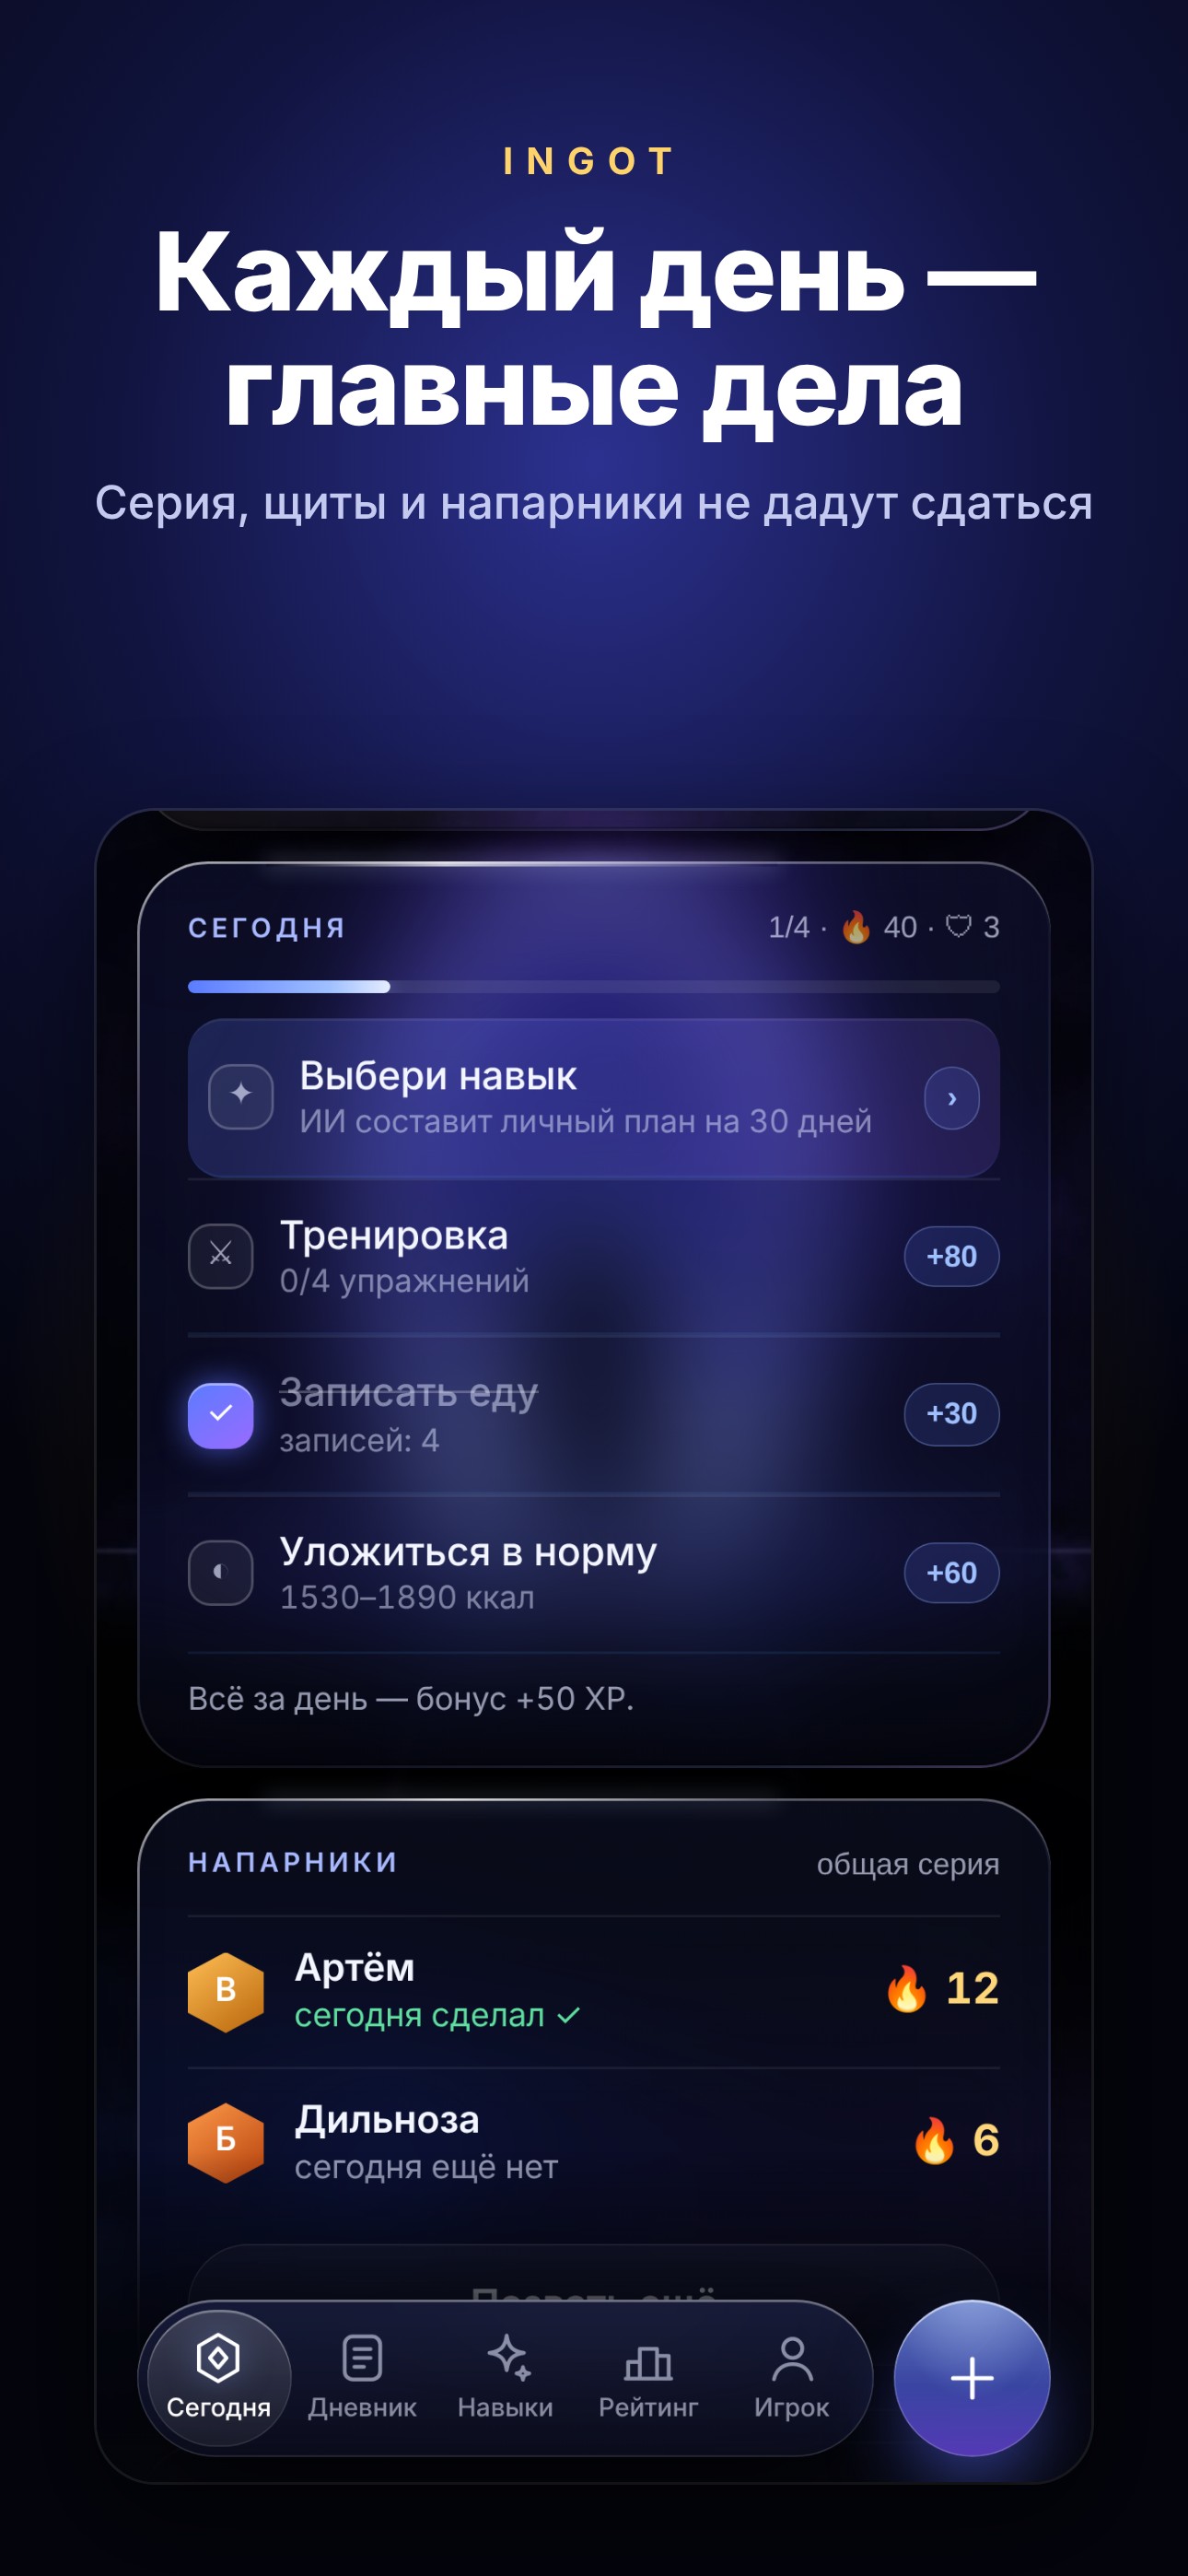 INGOT
Каждый день —
главные дела
Серия, щиты и напарники не дадут сдаться
СЕГОДНЯ
1/4 · 🔥 40 · 🛡 3
Выбери навык
ИИ составит личный план на 30 дней
Тренировка
0/4 упражнений
+80
Записать еду
записей: 4
+30
Уложиться в норму
1530–1890 ккал
+60
Всё за день — бонус +50 XP.
НАПАРНИКИ
общая серия
В
Артём
сегодня сделал ✓
🔥 12
Б
Дильноза
сегодня ещё нет
🔥 6
Сегодня
Дневник
Навыки
Рейтинг
Игрок